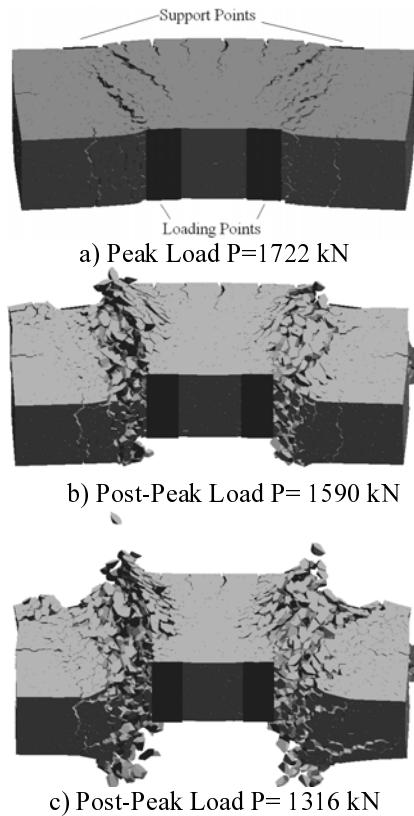 Support Points
Loading Points
a) Peak Load P=1722 kN
b) Post-Peak Load P= 1590 kN
c) Post-Peak Load P= 1316 kN